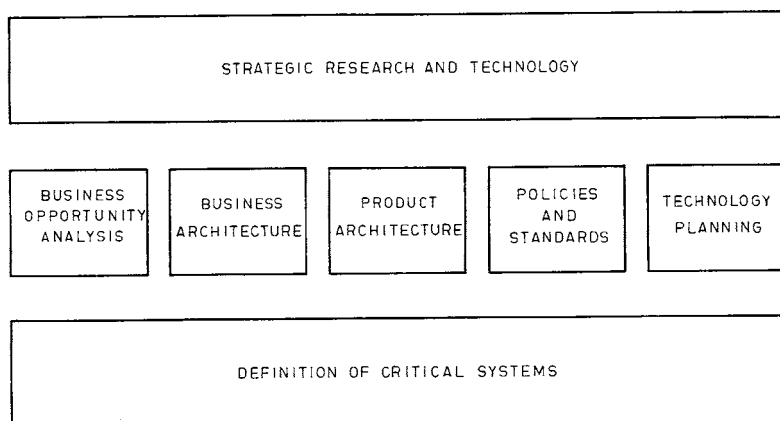 STRATEGIC RESEARCH AND TECHNOLOGY
BUSINESS
OPPORTUNITY
ANALYSIS
BUSINESS
ARCHITECTURE
PRODUCT
ARCHITECTURE
POLICIES
AND
STANDARDS
TECHNOLOGY
PLANNING
DEFINITION OF CRITICAL SYSTEMS